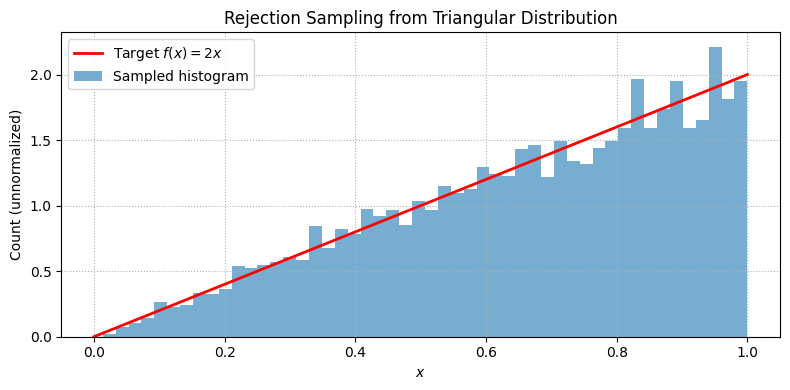 Rejection Sampling from Triangular Distribution
Target f(x) = 2x
Sampled histogram
Count (unnormalized)
2.0
1.5
1.0
0.5
0.0
0.0 0.2 0.4 0.6 0.8 1.0
x